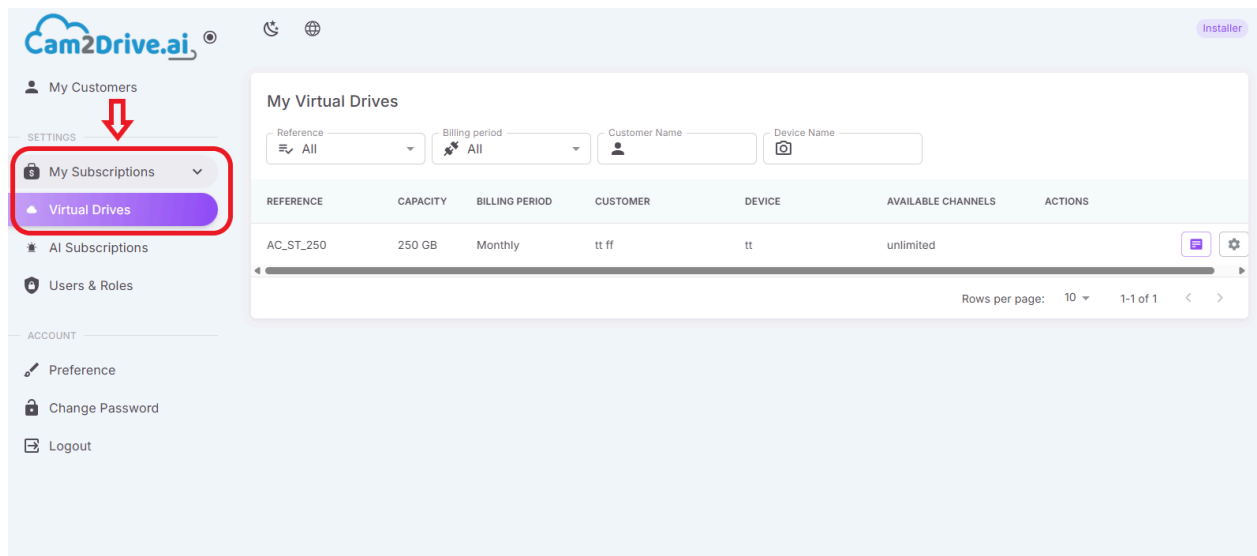 Cam2Drive.ai
Installer
My Customers
SETTINGS
My Subscriptions
Virtual Drives
AI Subscriptions
Users & Roles
ACCOUNT
Preference
Change Password
Logout
My Virtual Drives
Reference
All
Billing period
All
Customer Name
Device Name
REFERENCE CAPACITY BILLING PERIOD CUSTOMER DEVICE AVAILABLE CHANNELS ACTIONS
AC_ST_250 250 GB Monthly tt ff tt unlimited
Rows per page: 10 1-1 of 1